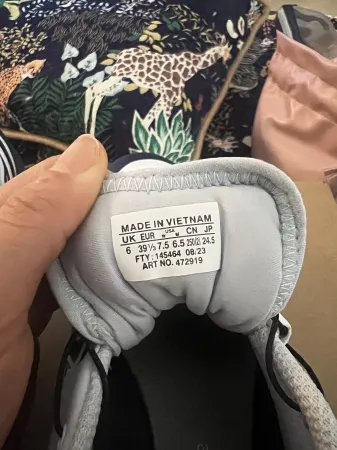 MADE IN VIETNAM
UK EUR USA CN JP
W M
6 39⅓ 7.5 6.5 250(2) 24.5
FTY: 145464 08/23
ART NO. 472919